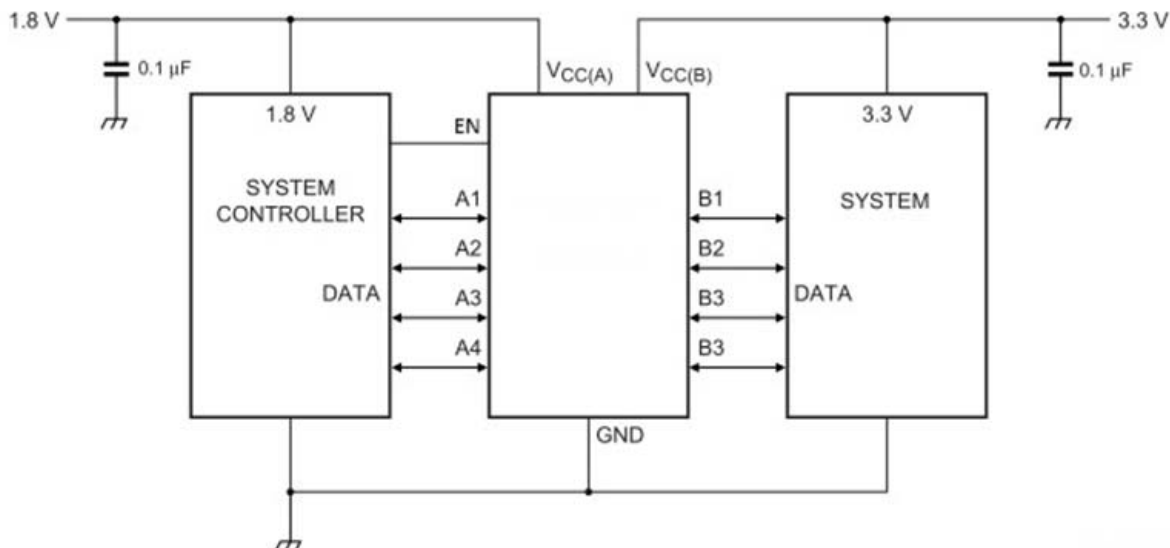 1.8 V
3.3 V
0.1 μF
VCC(A)
VCC(B)
0.1 μF
1.8 V
EN
3.3 V
SYSTEM
CONTROLLER
A1
B1
SYSTEM
A2
B2
DATA
A3
B3
DATA
A4
B3
GND